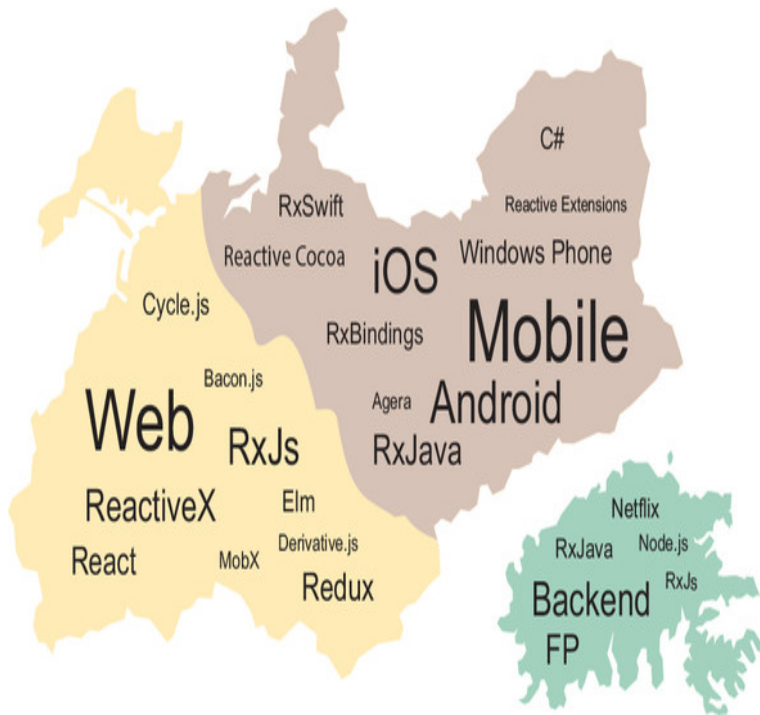 C#
RxSwift
Reactive Extensions
Reactive Cocoa
iOS
Windows Phone
Cycle.js
RxBindings
Mobile
Bacon.js
Agera
Android
Web
RxJs
RxJava
ReactiveX
Elm
Netflix
Derivative.js
RxJava
Node.js
React
MobX
Redux
Backend
RxJs
FP